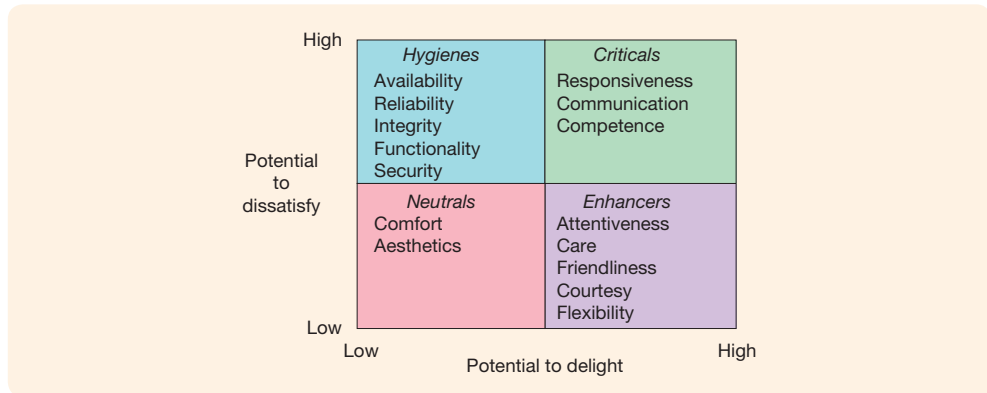 High
Hygienes
Availability
Reliability
Integrity
Functionality
Security
Criticals
Responsiveness
Communication
Competence
Potential
to
dissatisfy
Neutrals
Comfort
Aesthetics
Enhancers
Attentiveness
Care
Friendliness
Courtesy
Flexibility
Low
Low
Potential to delight
High